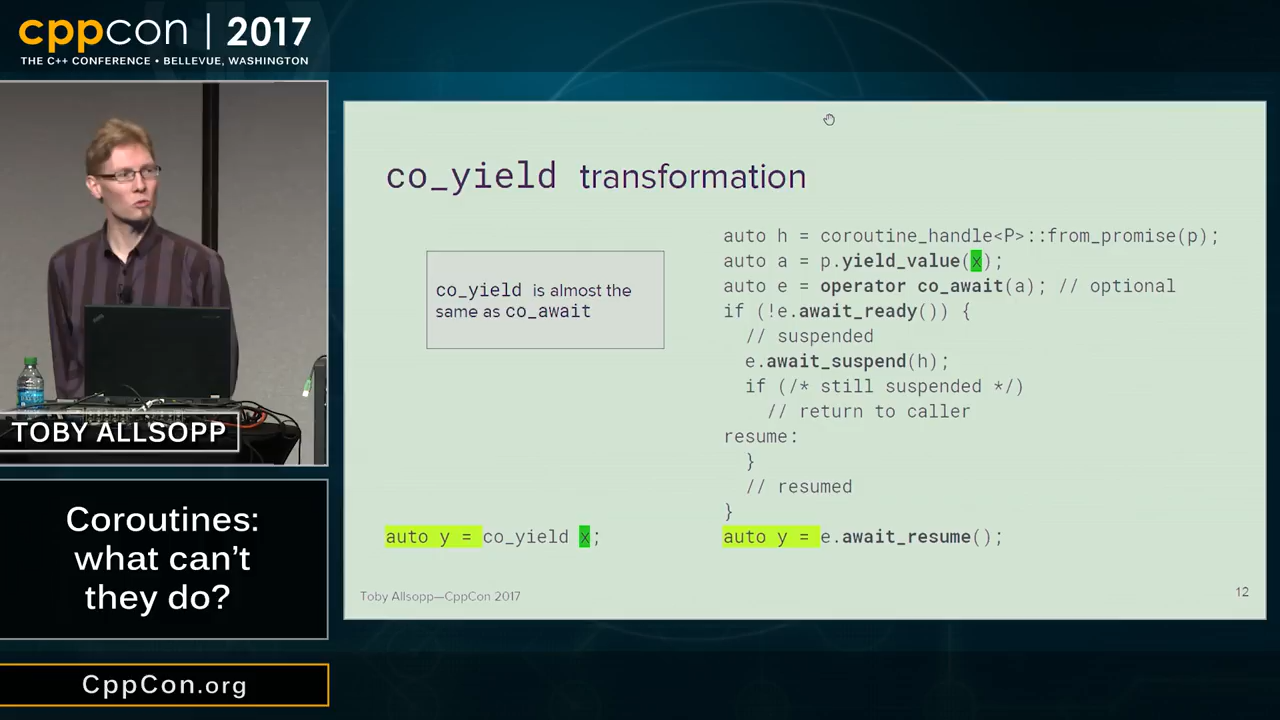 cppcon | 2017
THE C++ CONFERENCE • BELLEVUE, WASHINGTON
TOBY ALLSOPP
Coroutines:
what can't
they do?
CppCon.org
co_yield transformation
co_yield is almost the
same as co_await
auto y = co_yield x;
auto h = coroutine_handle<P>::from_promise(p);
auto a = p.yield_value(x);
auto e = operator co_await(a); // optional
if (!e.await_ready()) {
// suspended
e.await_suspend(h);
if (/* still suspended */)
// return to caller
resume:
}
// resumed
}
auto y = e.await_resume();
Toby Allsopp—CppCon 2017
12